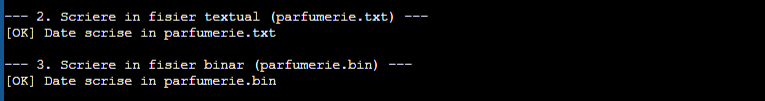 --- 2. Scriere in fisier textual (parfumerie.txt) ---
[OK] Date scrise in parfumerie.txt
--- 3. Scriere in fisier binar (parfumerie.bin) ---
[OK] Date scrise in parfumerie.bin